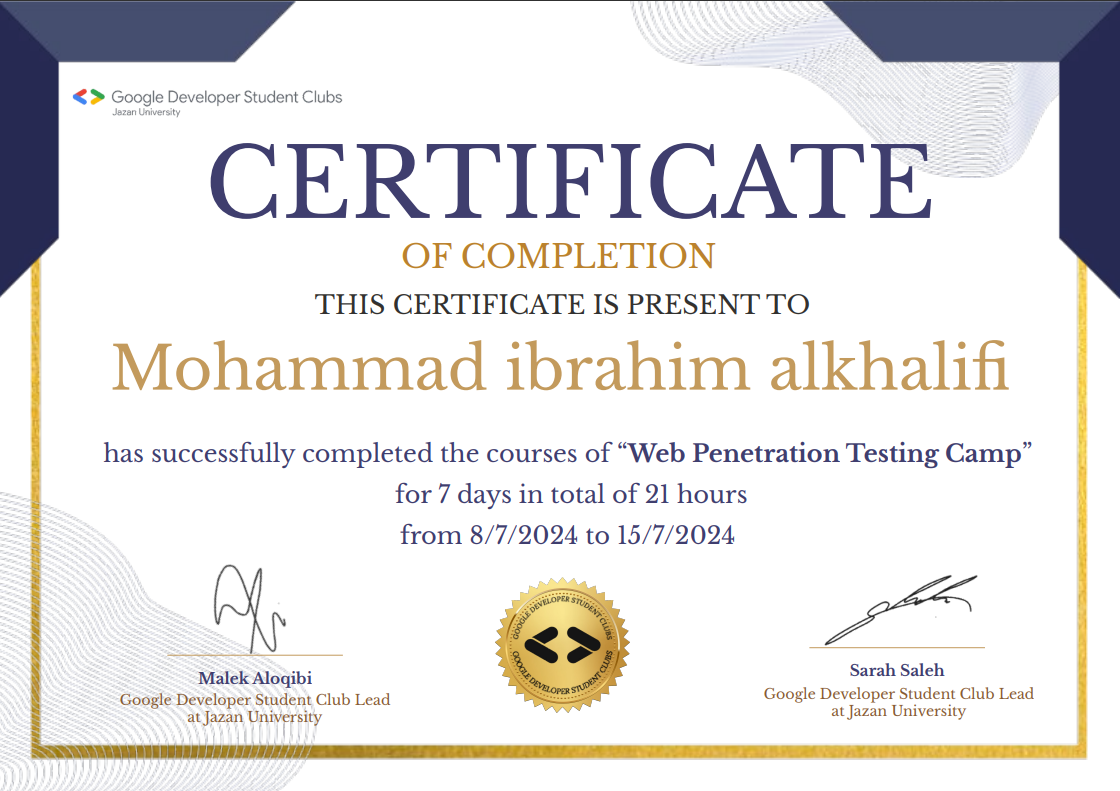 Google Developer Student Clubs
Jazan University
CERTIFICATE
OF COMPLETION
THIS CERTIFICATE IS PRESENT TO
Mohammad ibrahim alkhalifi
has successfully completed the courses of “Web Penetration Testing Camp”
for 7 days in total of 21 hours
from 8/7/2024 to 15/7/2024
GOOGLE DEVELOPER STUDENT CLUBS
GOOGLE DEVELOPER STUDENT CLUBS
Malek Aloqibi
Google Developer Student Club Lead
at Jazan University
Sarah Saleh
Google Developer Student Club Lead
at Jazan University